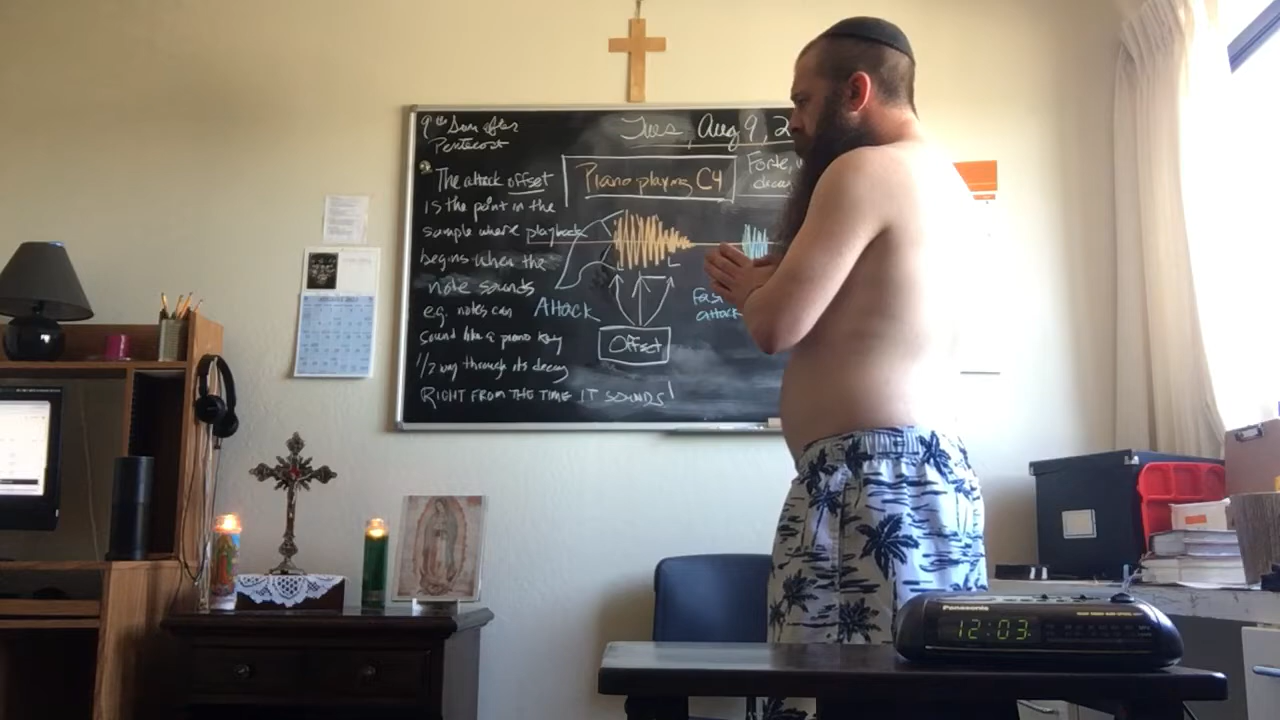 9th Sun after
Pentecost
Tues, Aug 9, 2
The attack offset
is the point in the
sample where playback
begins when the
note sounds
e.g. notes can
sound like a piano key
1/2 way through its decay
RIGHT FROM THE TIME IT SOUNDS!
Piano playing C4
Forte,
decay
Attack
Offset
Fast
attack
Panasonic
12:03